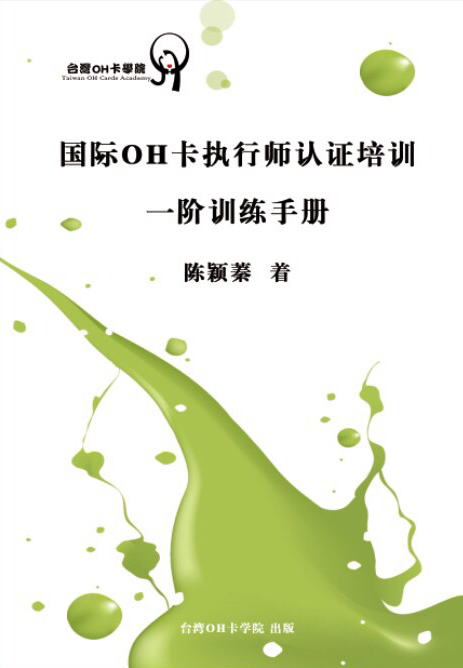 台灣OH卡學院
Taiwan OH Cards Academy
国际OH卡执行师认证培训
一阶训练手册
陈颖蓁 着
台湾OH卡学院 出版